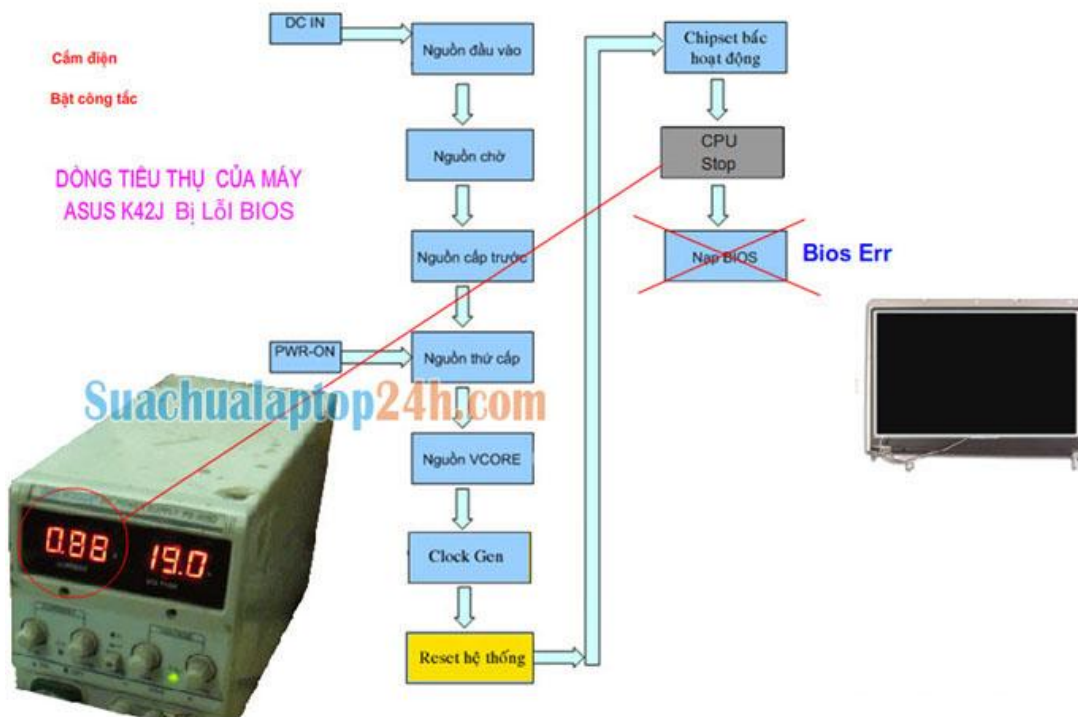 DC IN
Nguồn đầu vào
Chipset bắc
hoạt động
Cắm điện
Bật công tắc
Nguồn chờ
CPU
Stop
DÒNG TIÊU THỤ CỦA MÁY
ASUS K42J Bị LỖI BIOS
Nguồn cấp trước
Nạp BIOS
Bios Err
PWR-ON
Nguồn thứ cấp
Suachualaptop24h.com
Nguồn VCORE
0.88
19.0
Clock Gen
Reset hệ thống